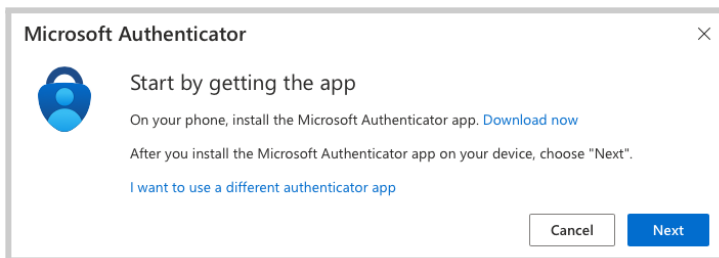 Microsoft Authenticator
Start by getting the app
On your phone, install the Microsoft Authenticator app. Download now
After you install the Microsoft Authenticator app on your device, choose "Next".
I want to use a different authenticator app
Cancel
Next